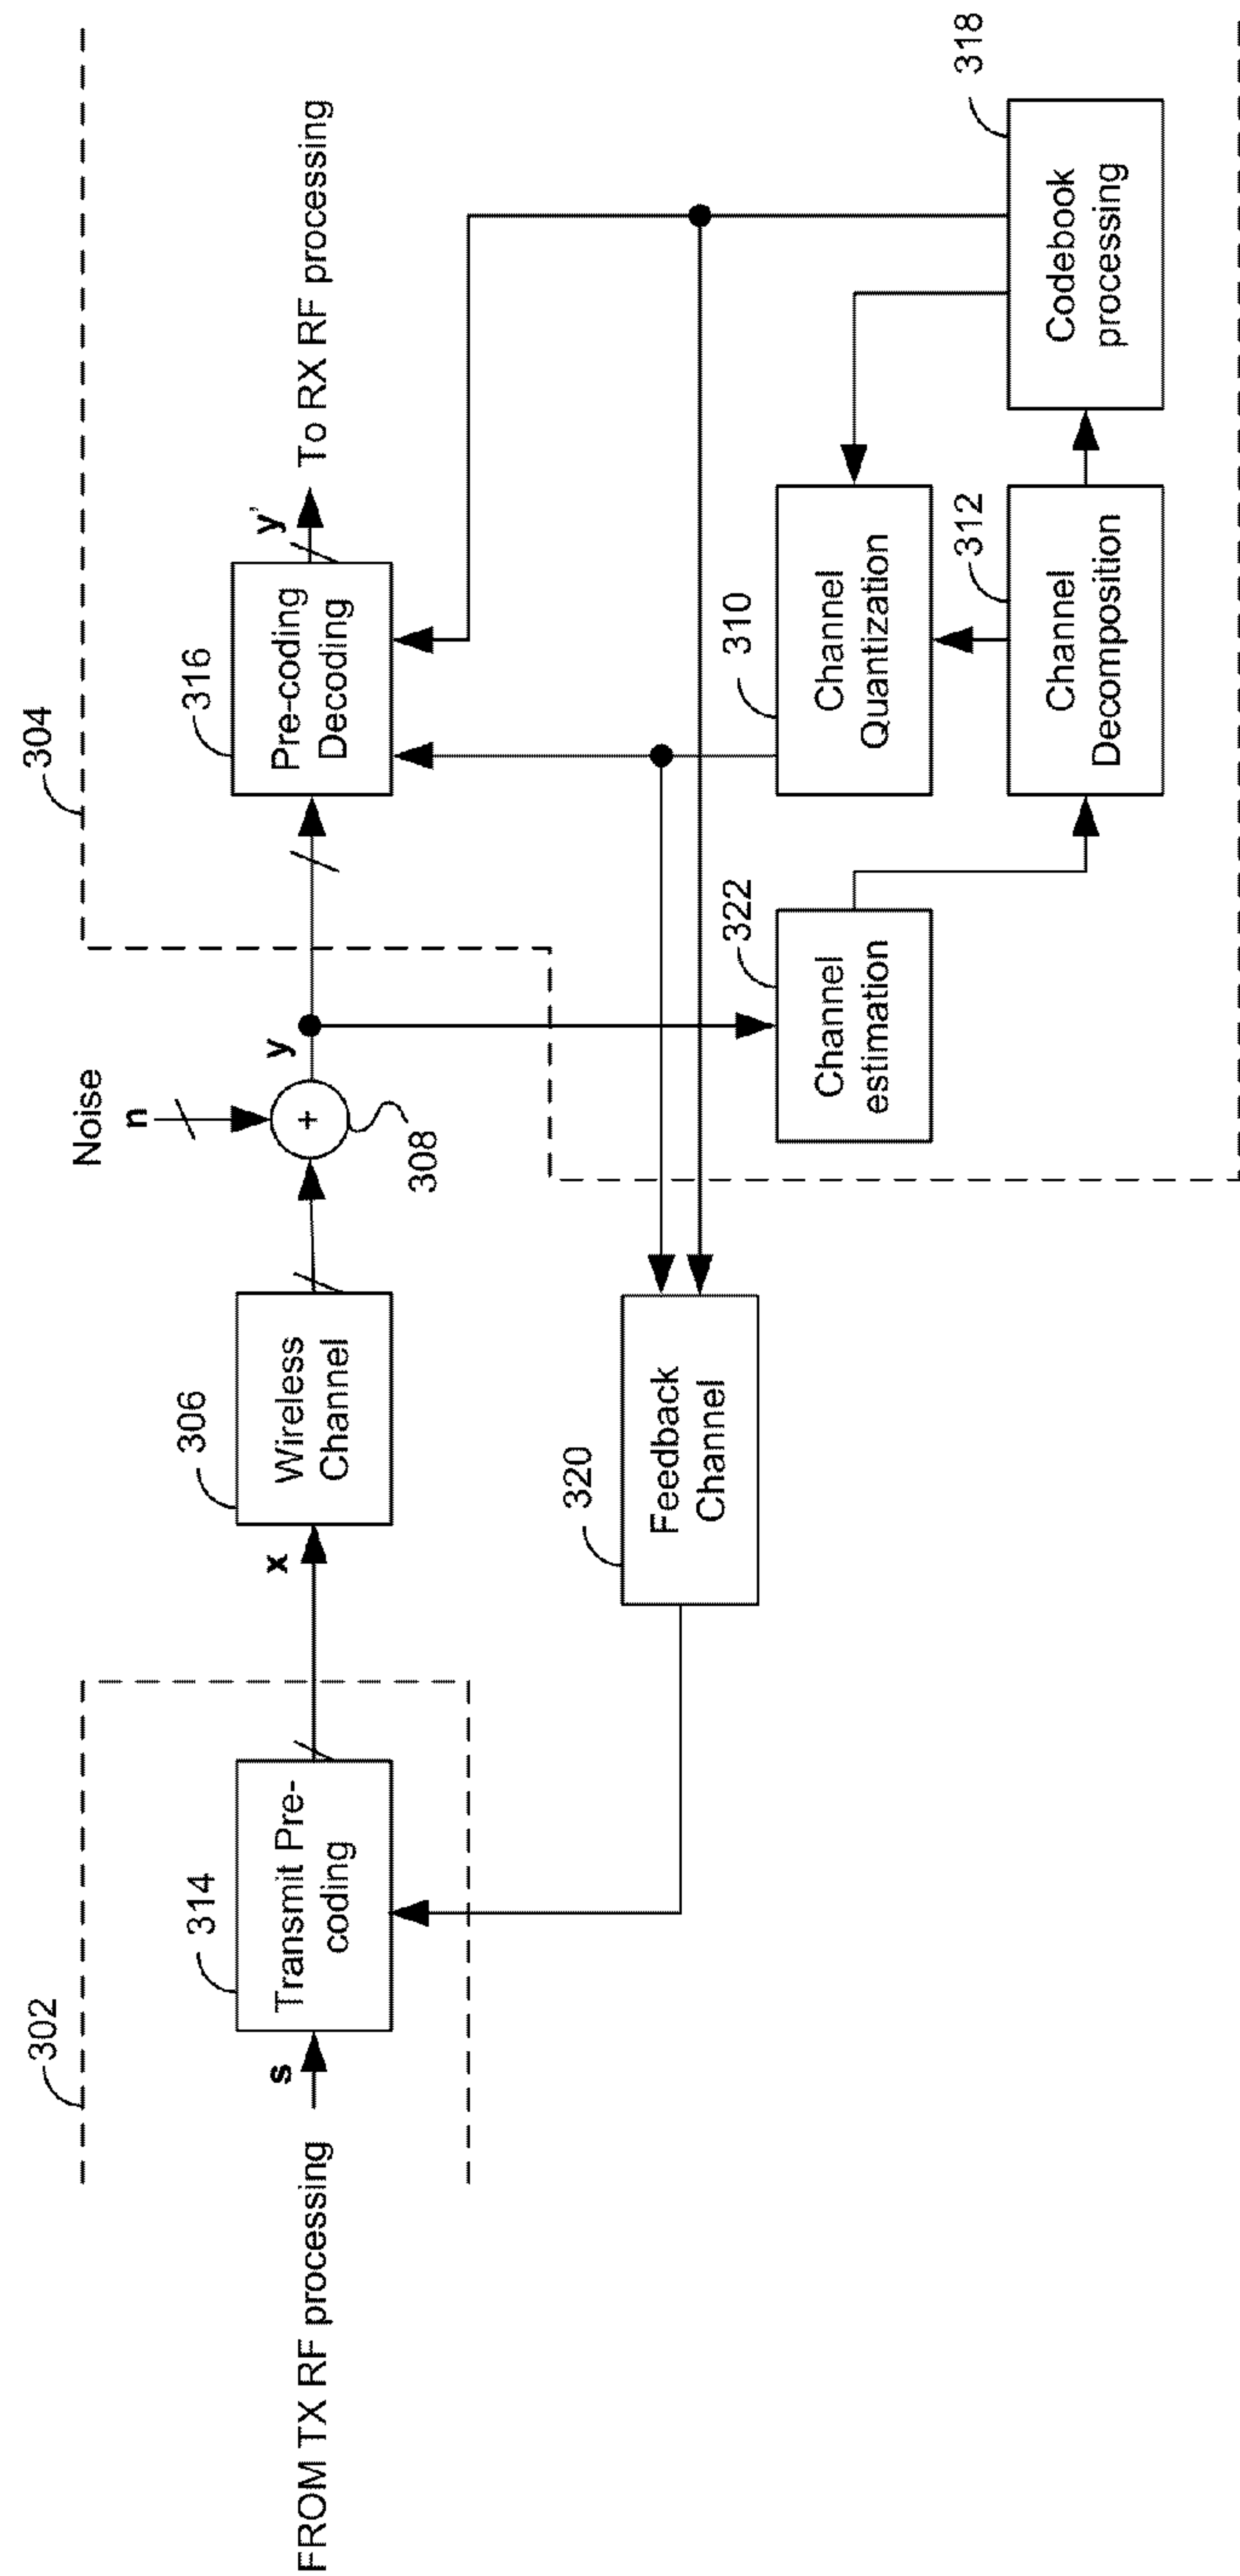 302
304
FROM TX RF processing
s
314
Transmit Pre-
coding
x
306
Wireless
Channel
Noise
n
+
308
y
316
Pre-coding
Decoding
y'
To RX RF processing
320
Feedback
Channel
322
Channel
estimation
310
Channel
Quantization
312
Channel
Decomposition
318
Codebook
processing